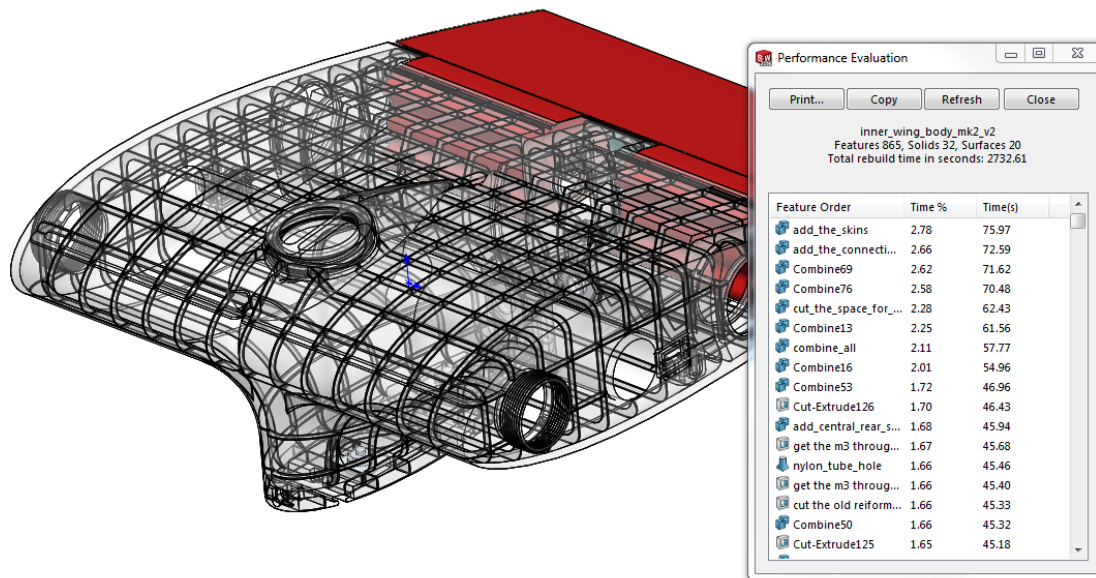 Performance Evaluation
Print... Copy Refresh Close
inner_wing_body_mk2_v2
Features 865, Solids 32, Surfaces 20
Total rebuild time in seconds: 2732.61
Feature Order Time % Time(s)
add_the_skins 2.78 75.97
add_the_connecti... 2.66 72.59
Combine69 2.62 71.62
Combine76 2.58 70.48
cut_the_space_for_... 2.28 62.43
Combine13 2.25 61.56
combine_all 2.11 57.77
Combine16 2.01 54.96
Combine53 1.72 46.96
Cut-Extrude126 1.70 46.43
add_central_rear_s... 1.68 45.94
get the m3 throug... 1.67 45.68
nylon_tube_hole 1.66 45.46
get the m3 throug... 1.66 45.40
cut the old reiform... 1.66 45.33
Combine50 1.66 45.32
Cut-Extrude125 1.65 45.18